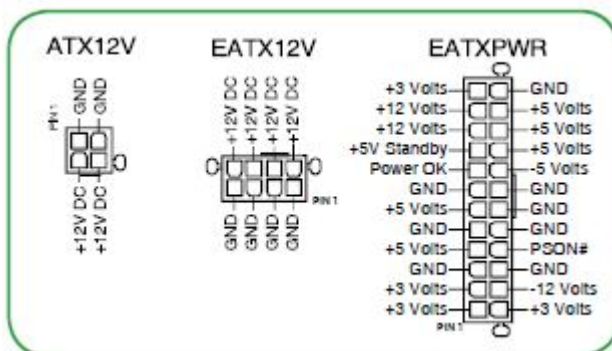 ATX12V
PIN 1
GND
GND
+12V DC
+12V DC
EATX12V
+12V DC
+12V DC
+12V DC
+12V DC
PIN 1
GND
GND
GND
GND
EATXPWR
+3 Volts GND
+12 Volts +5 Volts
+12 Volts +5 Volts
+5V Standby +5 Volts
Power OK -5 Volts
GND GND
+5 Volts GND
GND GND
+5 Volts PSON#
GND GND
+3 Volts -12 Volts
+3 Volts +3 Volts
PIN 1